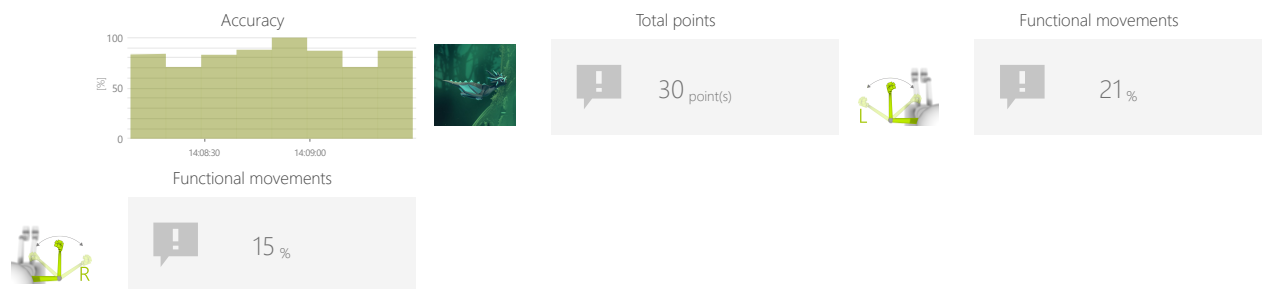 Accuracy
100
50
0
[%]
14:08:30
14:09:00
Total points
30 point(s)
Functional movements
L
21 %
Functional movements
R
15 %